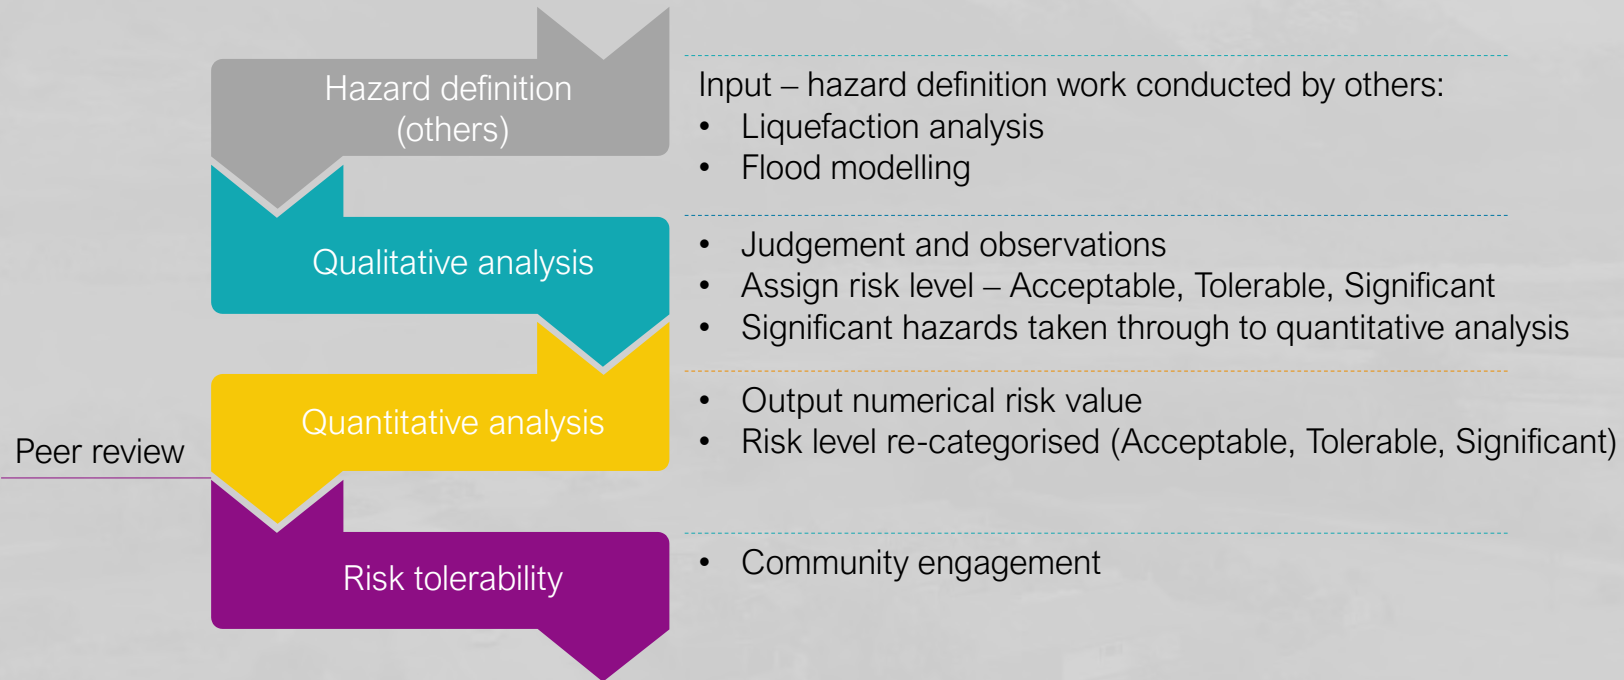 Hazard definition
(others)
Input – hazard definition work conducted by others:
• Liquefaction analysis
• Flood modelling
Qualitative analysis
• Judgement and observations
• Assign risk level – Acceptable, Tolerable, Significant
• Significant hazards taken through to quantitative analysis
Quantitative analysis
• Output numerical risk value
• Risk level re-categorised (Acceptable, Tolerable, Significant)
Peer review
Risk tolerability
• Community engagement